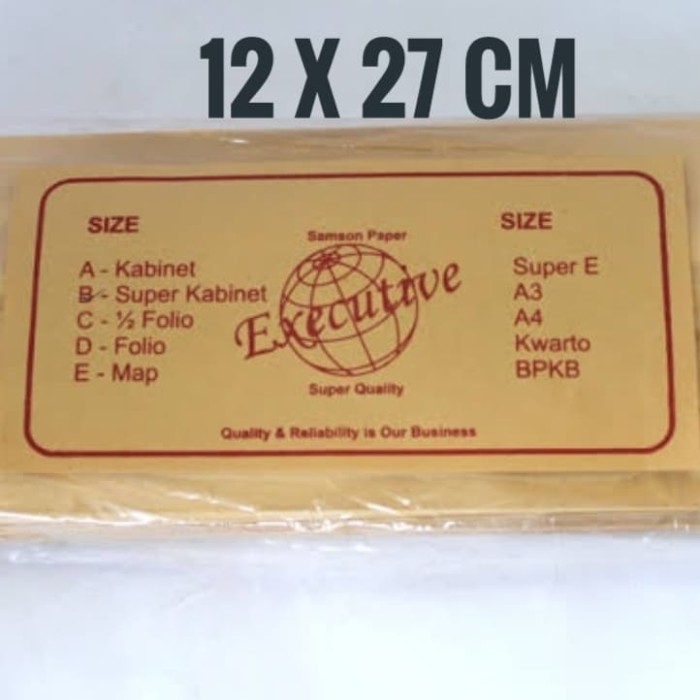 12 X 27 CM
SIZE
A - Kabinet
B - Super Kabinet
C - ½ Folio
D - Folio
E - Map
Samson Paper
Executive
Super Quality
SIZE
Super E
A3
A4
Kwarto
BPKB
Quality & Reliability is Our Business